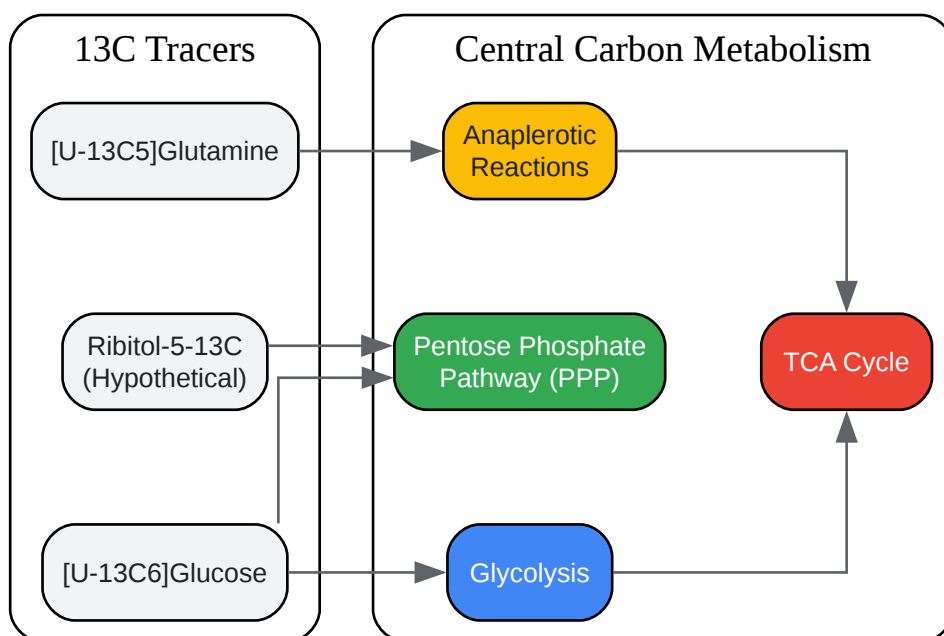 13C Tracers
[U-13C5]Glutamine
Ribitol-5-13C
(Hypothetical)
[U-13C6]Glucose
Central Carbon Metabolism
Anaplerotic
Reactions
Pentose Phosphate
Pathway (PPP)
TCA Cycle
Glycolysis